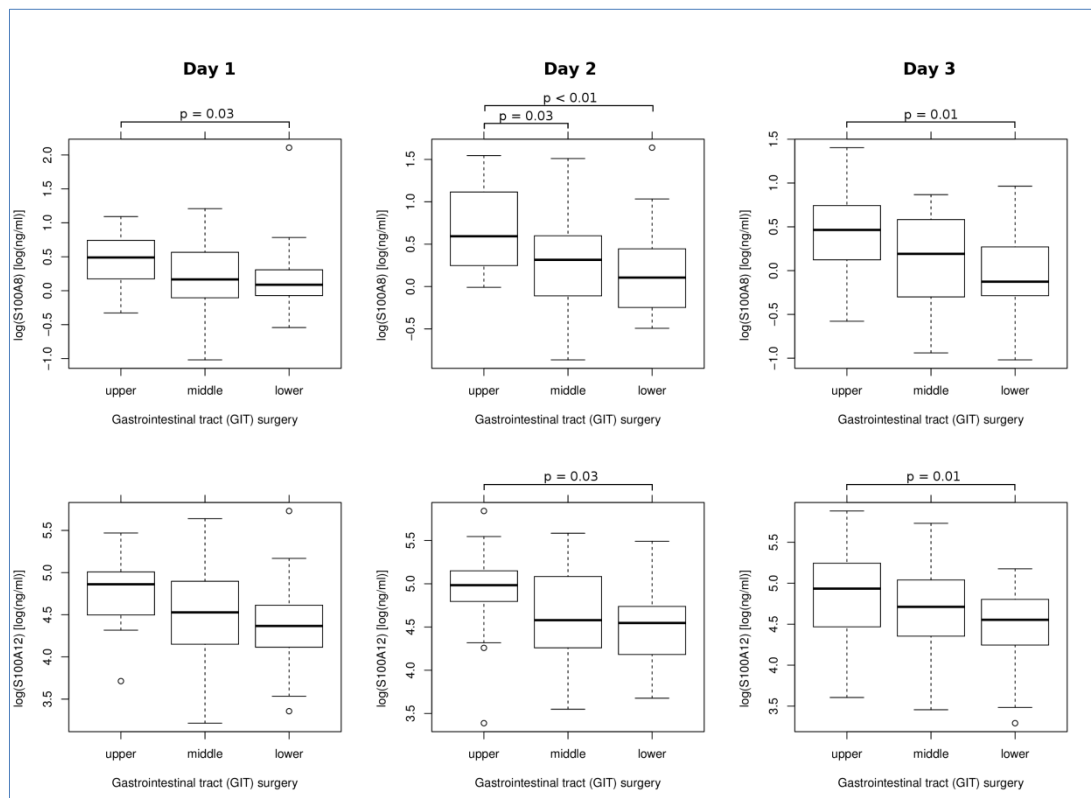 Day 1
Day 2
Day 3
p = 0.03
p < 0.01
p = 0.03
p = 0.01
log(S100A8) [log(ng/ml)]
2.0
1.5
1.0
0.5
0.0
−0.5
−1.0
upper middle lower
Gastrointestinal tract (GIT) surgery
log(S100A8) [log(ng/ml)]
1.5
1.0
0.5
0.0
−0.5
upper middle lower
Gastrointestinal tract (GIT) surgery
log(S100A8) [log(ng/ml)]
1.5
1.0
0.5
0.0
−0.5
−1.0
upper middle lower
Gastrointestinal tract (GIT) surgery
p = 0.03
p = 0.01
log(S100A12) [log(ng/ml)]
5.5
5.0
4.5
4.0
3.5
upper middle lower
Gastrointestinal tract (GIT) surgery
log(S100A12) [log(ng/ml)]
5.5
5.0
4.5
4.0
3.5
upper middle lower
Gastrointestinal tract (GIT) surgery
log(S100A12) [log(ng/ml)]
5.5
5.0
4.5
4.0
3.5
upper middle lower
Gastrointestinal tract (GIT) surgery